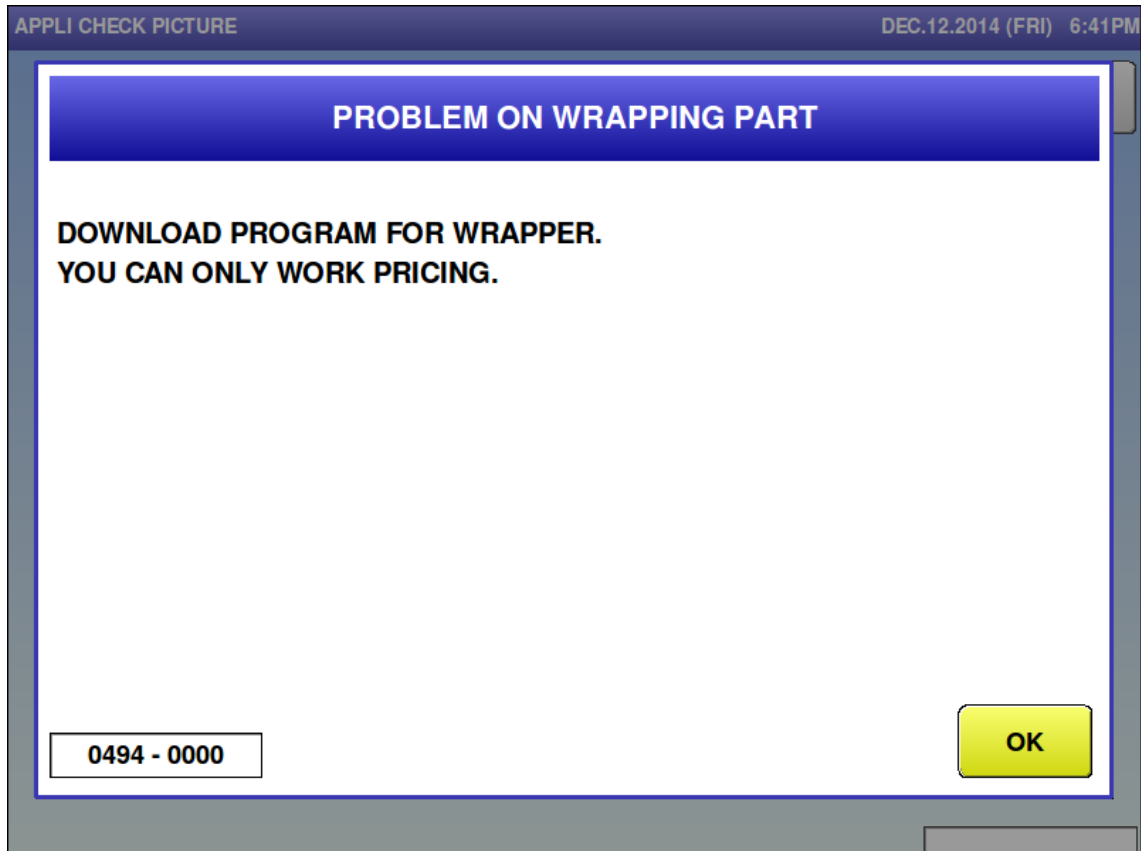 APPLI CHECK PICTURE DEC.12.2014 (FRI) 6:41PM
PROBLEM ON WRAPPING PART
DOWNLOAD PROGRAM FOR WRAPPER.
YOU CAN ONLY WORK PRICING.
0494 - 0000
OK